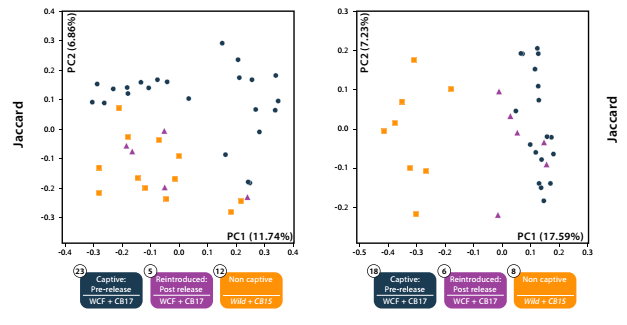 0.4
0.3
0.2
0.1
0.0
-0.1
-0.2
-0.3
PC2 (6.86%)
Jaccard
PC1 (11.74%)
-0.4 -0.3 -0.2 -0.1 0.0 0.1 0.2 0.3 0.4
23 Captive: Pre-release
WCF + CB17
5 Reintroduced: Post release
WCF + CB17
12 Non captive
Wild + CB15
0.3
0.2
0.1
0.0
-0.1
-0.2
PC2 (7.23%)
Jaccard
PC1 (17.59%)
-0.5 -0.4 -0.3 -0.2 -0.1 0.0 0.1 0.2 0.3
18 Captive: Pre-release
WCF + CB17
6 Reintroduced: Post release
WCF + CB17
8 Non captive
Wild + CB15